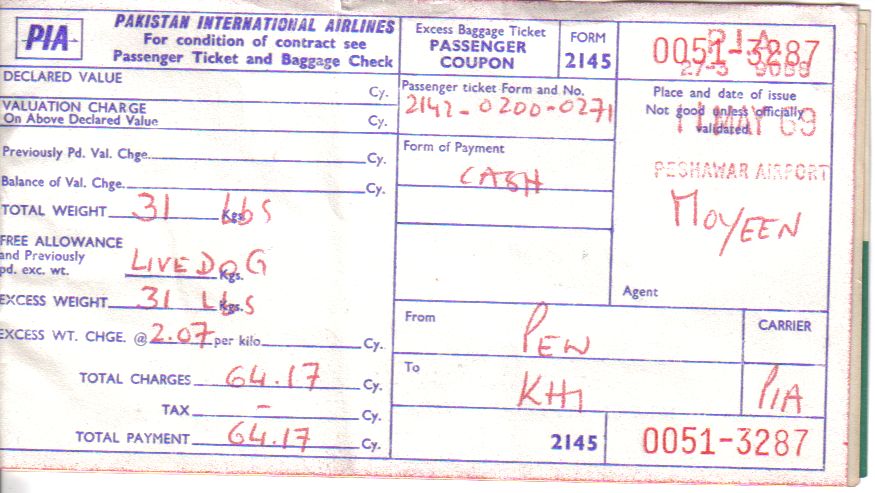 PIA
PAKISTAN INTERNATIONAL AIRLINES
For condition of contract see
Passenger Ticket and Baggage Check
Excess Baggage Ticket
PASSENGER
COUPON
FORM
2145
0051-3287
P.I.A
DECLARED VALUE Cy.
VALUATION CHARGE
On Above Declared Value Cy.
Previously Pd. Val. Chge. Cy.
Balance of Val. Chge. Cy.
TOTAL WEIGHT 31 Kgs. LbS
FREE ALLOWANCE
and Previously
pd. exc. wt. LIVE DOG Kgs.
EXCESS WEIGHT 31 Kgs. LbS
EXCESS WT. CHGE. @ 2.07 per kilo Cy.
TOTAL CHARGES 64.17 Cy.
TAX - Cy.
TOTAL PAYMENT 64.17 Cy.
Passenger ticket Form and No.
2142-0200-0271
Form of Payment
CASH
Place and date of issue
Not good unless officially
validated
11 MAY 69
PESHAWAR AIRPORT
MOYEEN
Agent
From
PEW
To
KHI
CARRIER
PIA
2145
0051-3287